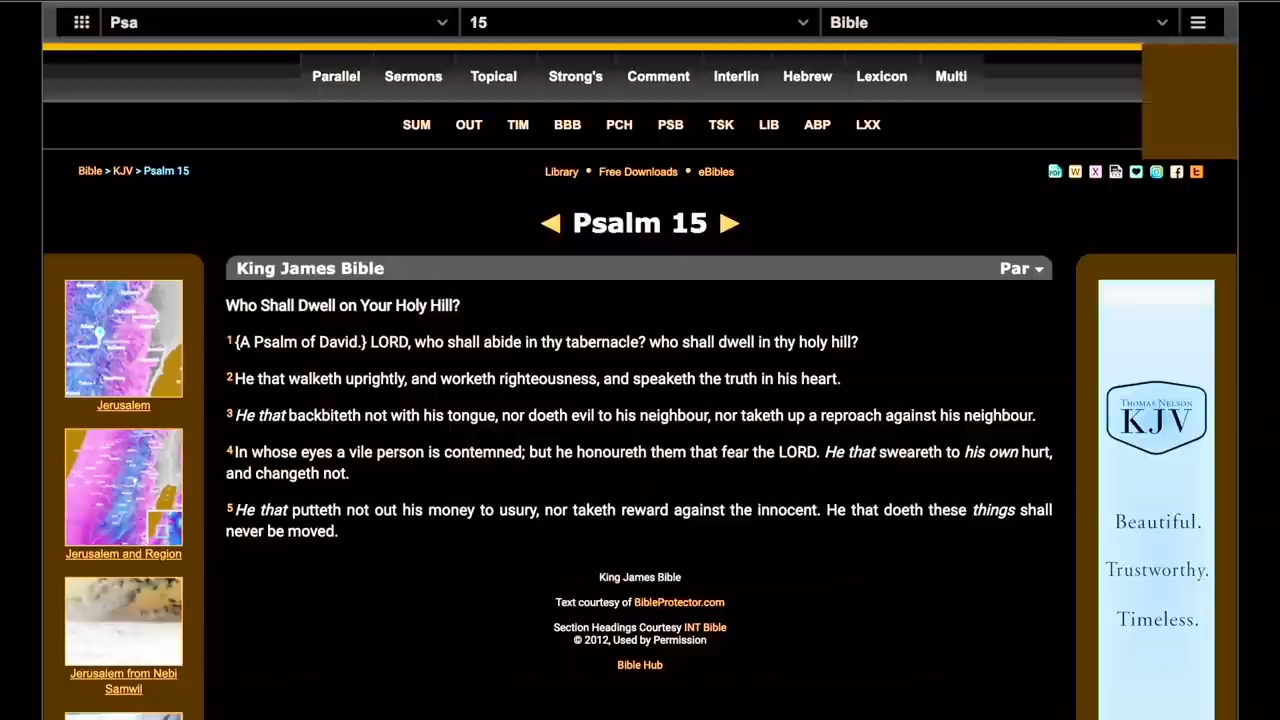 Psa 15 Bible
Parallel Sermons Topical Strong's Comment Interlin Hebrew Lexicon Multi
SUM OUT TIM BBB PCH PSB TSK LIB ABP LXX
Bible > KJV > Psalm 15
Library • Free Downloads • eBibles
◄ Psalm 15 ►
King James Bible Par
Who Shall Dwell on Your Holy Hill?
1{A Psalm of David.} LORD, who shall abide in thy tabernacle? who shall dwell in thy holy hill?
2He that walketh uprightly, and worketh righteousness, and speaketh the truth in his heart.
3He that backbiteth not with his tongue, nor doeth evil to his neighbour, nor taketh up a reproach against his neighbour.
4In whose eyes a vile person is contemned; but he honoureth them that fear the LORD. He that sweareth to his own hurt,
and changeth not.
5He that putteth not out his money to usury, nor taketh reward against the innocent. He that doeth these things shall
never be moved.
King James Bible
Text courtesy of BibleProtector.com
Section Headings Courtesy INT Bible
© 2012, Used by Permission
Bible Hub
Jerusalem
Jerusalem and Region
Jerusalem from Nebi
Samwil
THOMAS NELSON
KJV
Beautiful.
Trustworthy.
Timeless.